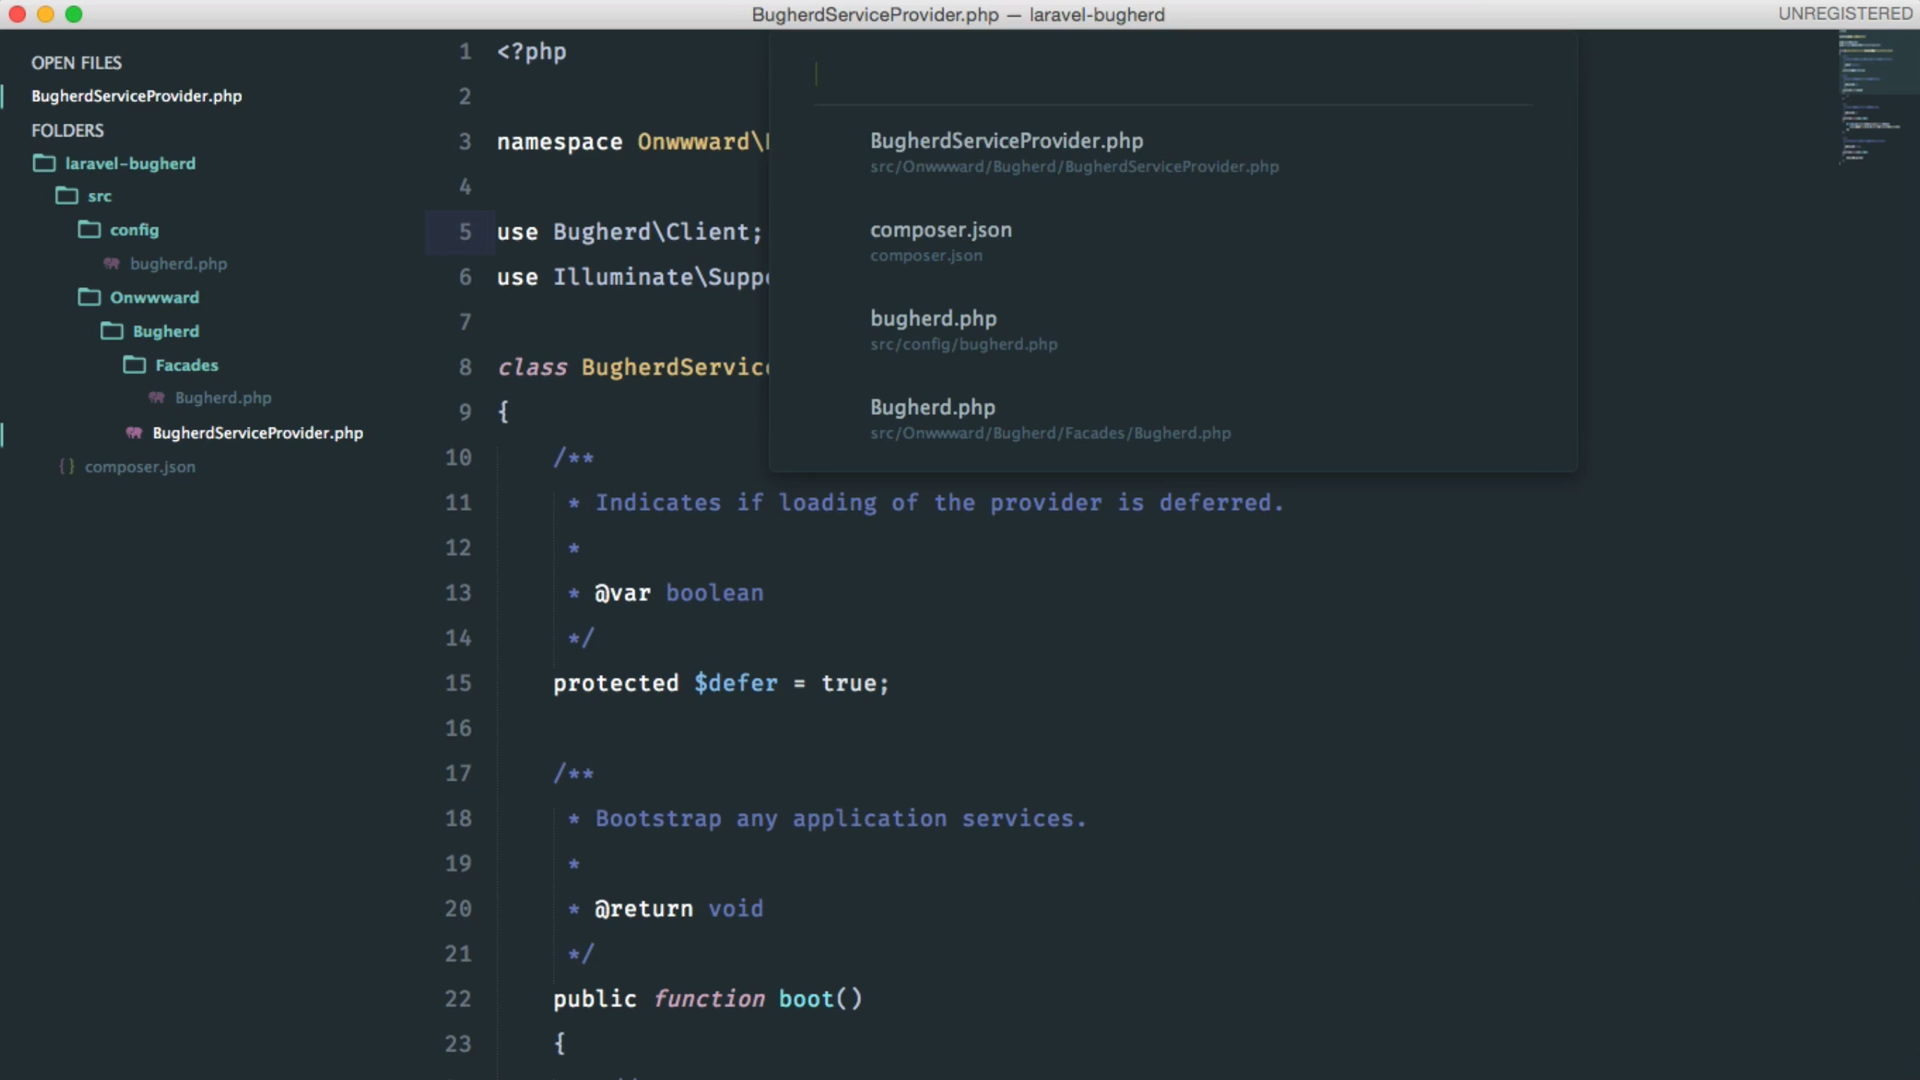 BugherdServiceProvider.php — laravel-bugherd
UNREGISTERED
OPEN FILES
BugherdServiceProvider.php
FOLDERS
laravel-bugherd
src
config
bugherd.php
Onwwward
Bugherd
Facades
Bugherd.php
BugherdServiceProvider.php
{} composer.json
1 <?php
2
3 namespace Onwwward\
4
5 use Bugherd\Client;
6 use Illuminate\Supp
7
8 class BugherdServic
9 {
10 /**
11 * Indicates if loading of the provider is deferred.
12 *
13 * @var boolean
14 */
15 protected $defer = true;
16
17 /**
18 * Bootstrap any application services.
19 *
20 * @return void
21 */
22 public function boot()
23 {
BugherdServiceProvider.php
src/Onwwward/Bugherd/BugherdServiceProvider.php
composer.json
composer.json
bugherd.php
src/config/bugherd.php
Bugherd.php
src/Onwwward/Bugherd/Facades/Bugherd.php